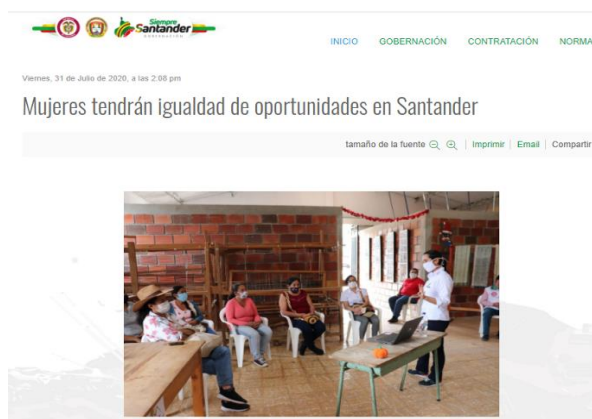 Siempre
Santander
GOBERNACIÓN
INICIO GOBERNACIÓN CONTRATACIÓN NORMA
Viernes, 31 de Julio de 2020, a las 2:08 pm
Mujeres tendrán igualdad de oportunidades en Santander
tamaño de la fuente | Imprimir | Email | Compartir